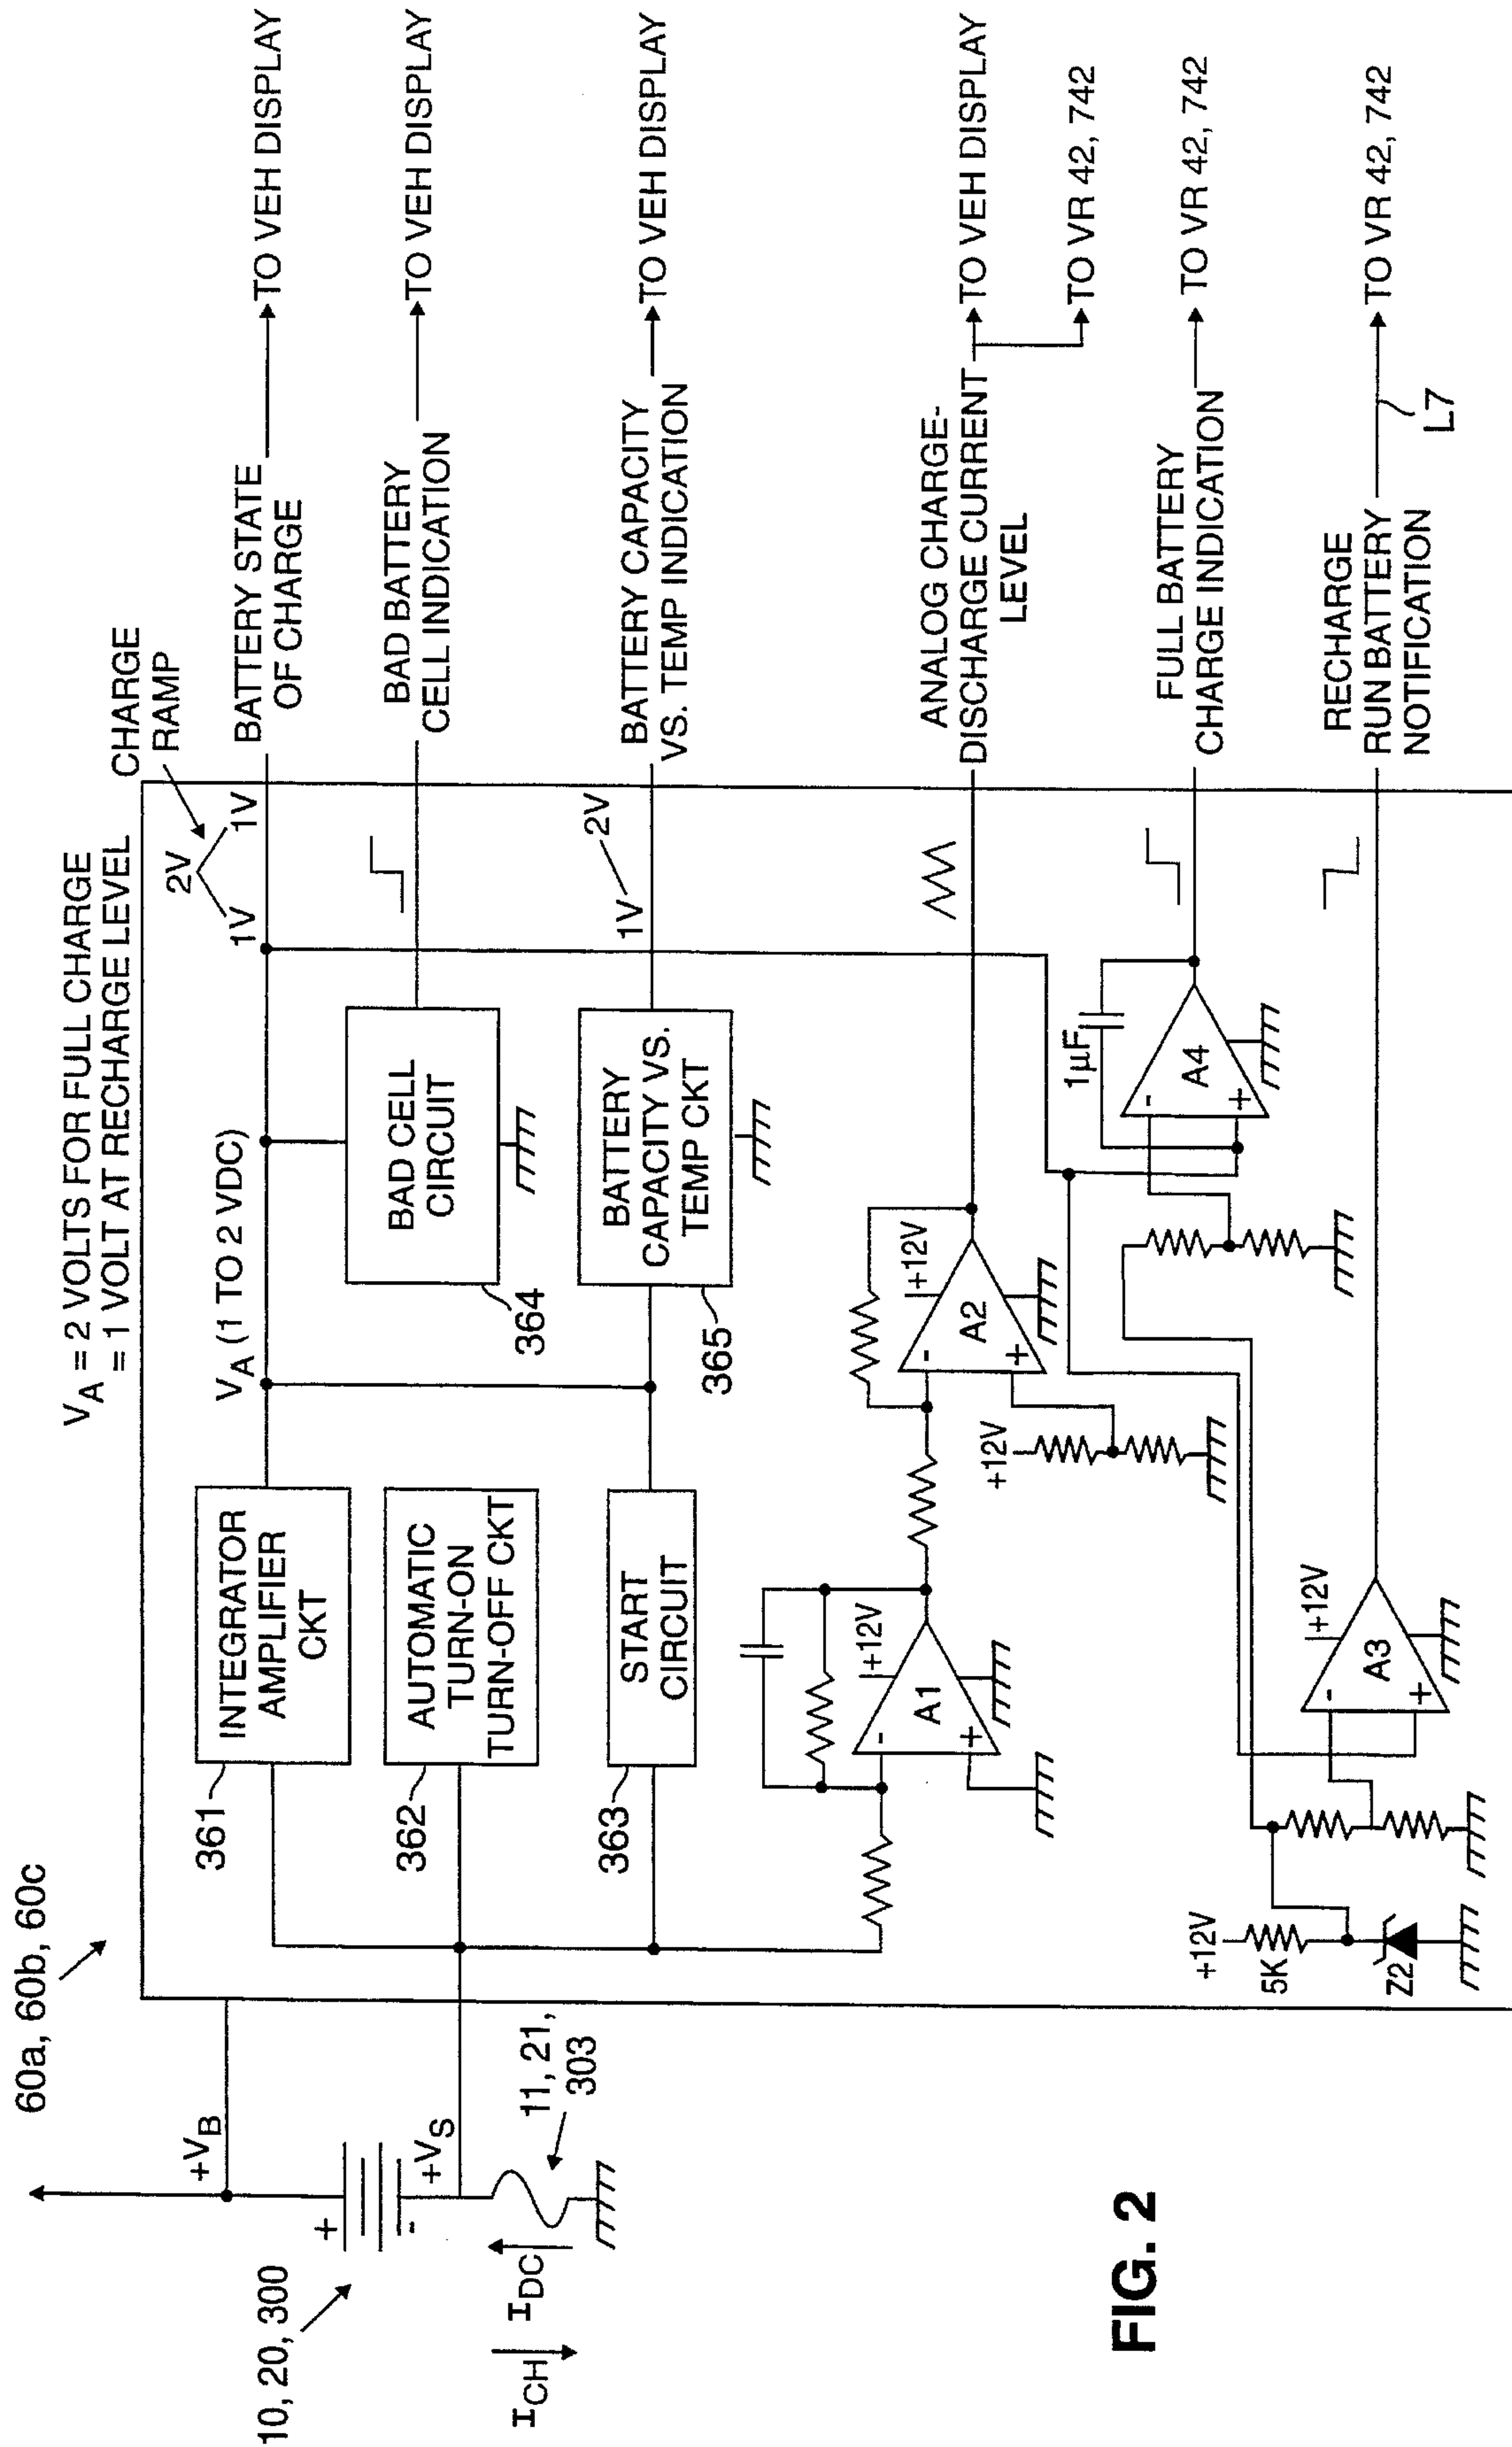 60a, 60b, 60c
V_A = 2 VOLTS FOR FULL CHARGE
= 1 VOLT AT RECHARGE LEVEL
CHARGE
RAMP
2V
1V
1V
V_A (1 TO 2 VDC)
BATTERY STATE
OF CHARGE
TO VEH DISPLAY
BAD BATTERY
CELL INDICATION
TO VEH DISPLAY
1V
2V
BATTERY CAPACITY
VS. TEMP INDICATION
TO VEH DISPLAY
ANALOG CHARGE-
DISCHARGE CURRENT
LEVEL
TO VEH DISPLAY
TO VR 42, 742
FULL BATTERY
CHARGE INDICATION
TO VR 42, 742
RECHARGE
RUN BATTERY
NOTIFICATION
L7
TO VR 42, 742
INTEGRATOR
AMPLIFIER
CKT
361
AUTOMATIC
TURN-ON
TURN-OFF CKT
362
START
CIRCUIT
363
BAD CELL
CIRCUIT
364
BATTERY
CAPACITY VS.
TEMP CKT
365
+V_B
+
-
+V_S
10, 20, 300
11, 21,
303
I_CH
I_DC
+12V
-
A1
+
+12V
-
A2
+
+12V
1µF
-
A4
+
+12V
-
A3
+
+12V
5K
Z2
FIG. 2